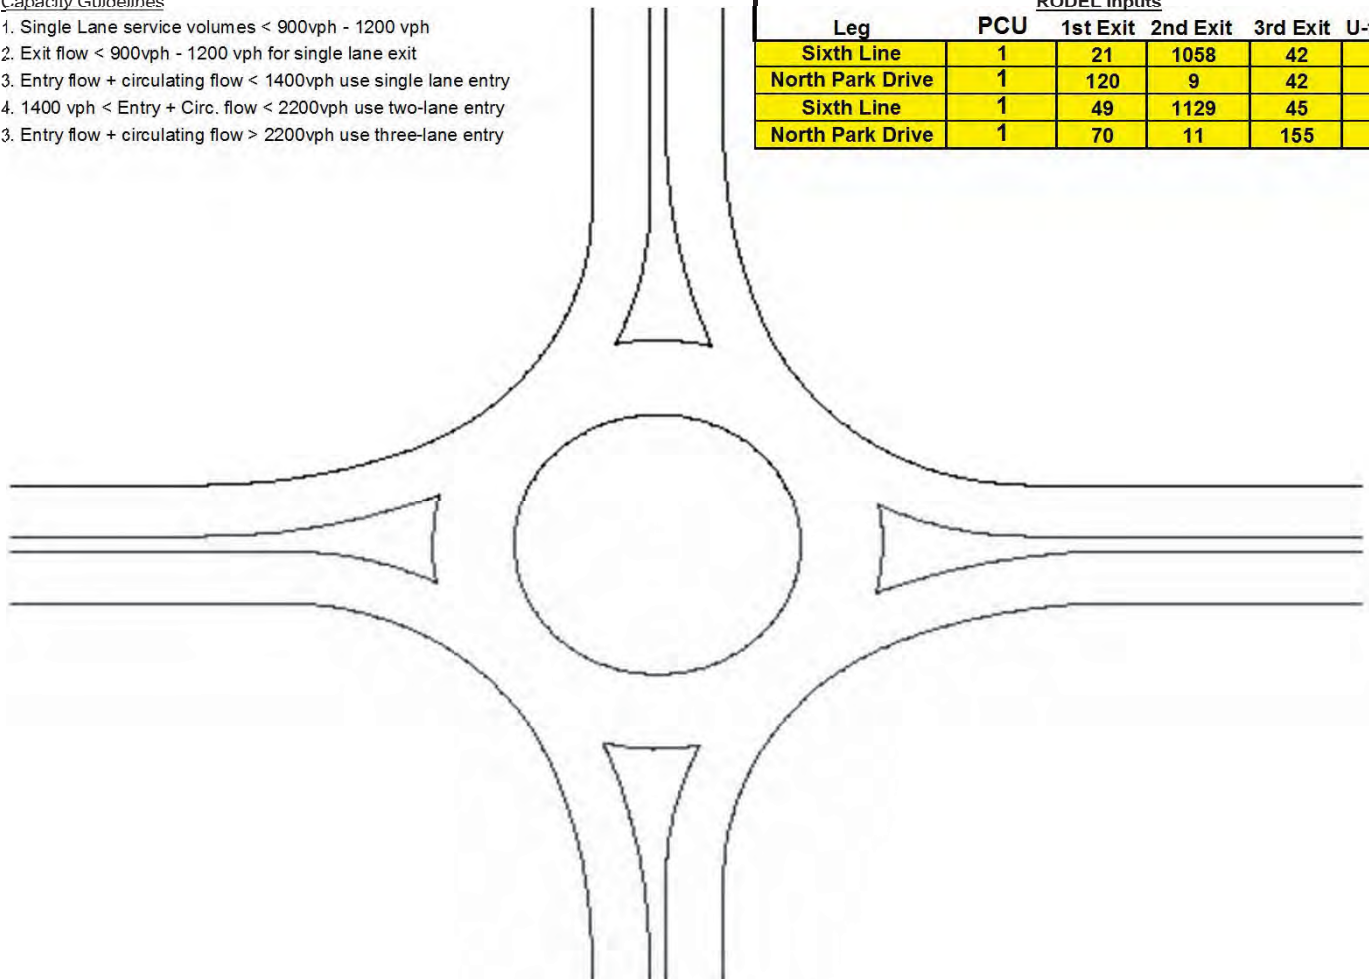 Capacity Guidelines
1. Single Lane service volumes < 900vph - 1200 vph
2. Exit flow < 900vph - 1200 vph for single lane exit
3. Entry flow + circulating flow < 1400vph use single lane entry
4. 1400 vph < Entry + Circ. flow < 2200vph use two-lane entry
3. Entry flow + circulating flow > 2200vph use three-lane entry
RODEL Inputs
Leg PCU 1st Exit 2nd Exit 3rd Exit U-
Sixth Line 1 21 1058 42
North Park Drive 1 120 9 42
Sixth Line 1 49 1129 45
North Park Drive 1 70 11 155